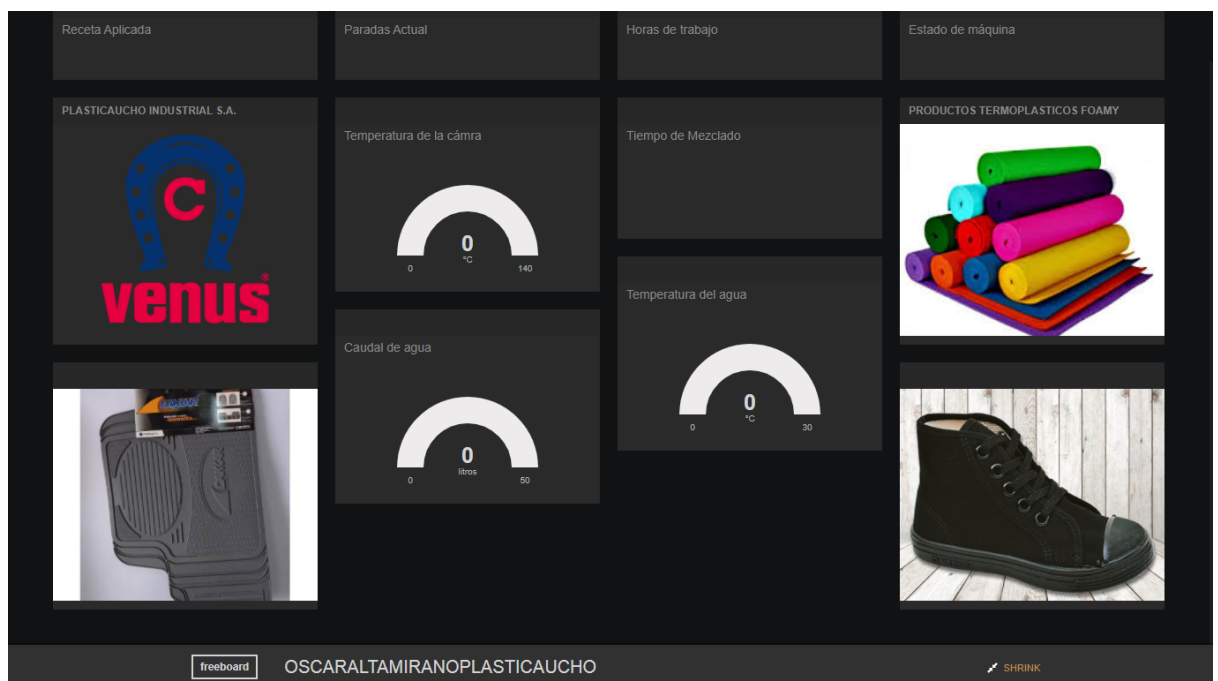 Receta Aplicada
Paradas Actual
Horas de trabajo
Estado de máquina
PLASTICAUCHO INDUSTRIAL S.A.
C
venus
Temperatura de la cámra
0
°C
0 140
Caudal de agua
0
litros
0 50
Tiempo de Mezclado
Temperatura del agua
0
°C
0 30
PRODUCTOS TERMOPLASTICOS FOAMY
freeboard
OSCARALTAMIRANOPLASTICAUCHO
SHRINK